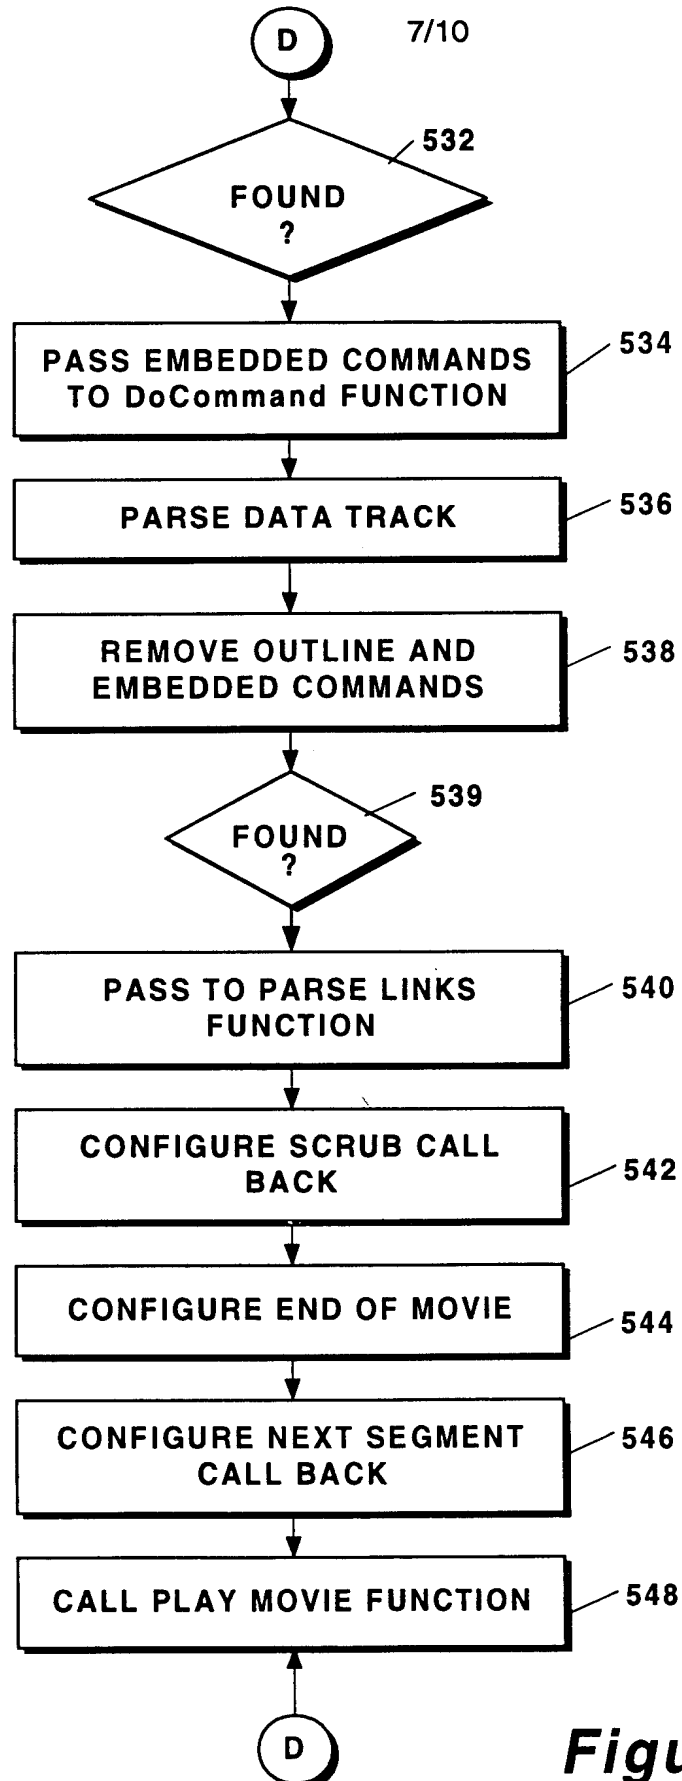 D
7/10
532
FOUND
?
534
PASS EMBEDDED COMMANDS
TO DoCommand FUNCTION
536
PARSE DATA TRACK
538
REMOVE OUTLINE AND
EMBEDDED COMMANDS
539
FOUND
?
540
PASS TO PARSE LINKS
FUNCTION
CONFIGURE SCRUB CALL
BACK
542
CONFIGURE END OF MOVIE
544
CONFIGURE NEXT SEGMENT
CALL BACK
546
CALL PLAY MOVIE FUNCTION
548
D